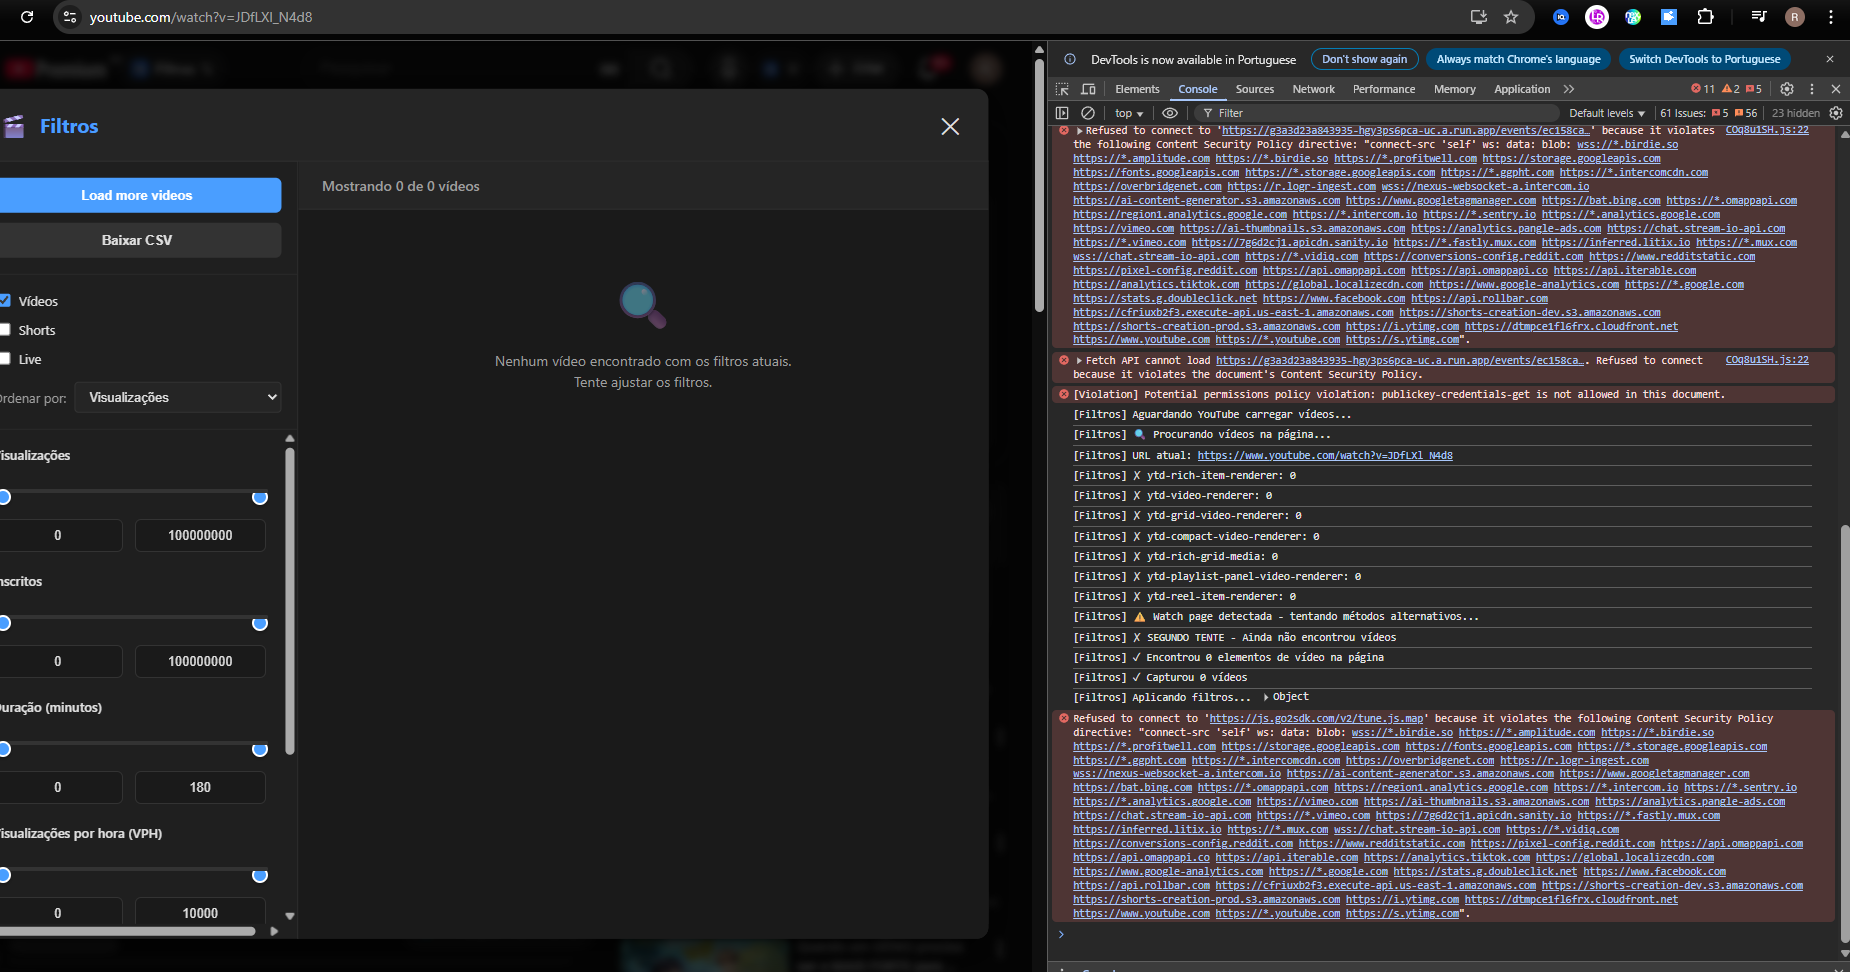 youtube.com/watch?v=JDfLXl_N4d8
R
Filtros
Load more videos
Baixar CSV
Vídeos
Shorts
Live
Ordenar por:
Visualizações
Mostrando 0 de 0 vídeos
Nenhum vídeo encontrado com os filtros atuais.
Tente ajustar os filtros.
isualizações
0
100000000
nscritos
0
100000000
Duração (minutos)
0
180
isualizações por hora (VPH)
0
10000
DevTools is now available in Portuguese
Don't show again
Always match Chrome's language
Switch DevTools to Portuguese
Elements
Console
Sources
Network
Performance
Memory
Application
11
2
5
top
Filter
Default levels
61 Issues:
5
56
23 hidden
Refused to connect to 'https://g3a3d23a843935-hgy3ps6pca-uc.a.run.app/events/ec158ca…' because it violates COq8u1SH.js:22
the following Content Security Policy directive: "connect-src 'self' ws: data: blob: wss://*.birdie.so
https://*.amplitude.com https://*.birdie.so https://*.profitwell.com https://storage.googleapis.com
https://fonts.googleapis.com https://*.storage.googleapis.com https://*.ggpht.com https://*.intercomcdn.com
https://overbridgenet.com https://r.logr-ingest.com wss://nexus-websocket-a.intercom.io
https://ai-content-generator.s3.amazonaws.com https://www.googletagmanager.com https://bat.bing.com https://*.omappapi.com
https://region1.analytics.google.com https://*.intercom.io https://*.sentry.io https://*.analytics.google.com
https://vimeo.com https://ai-thumbnails.s3.amazonaws.com https://analytics.pangle-ads.com https://chat.stream-io-api.com
https://*.vimeo.com https://7g6d2cj1.apicdn.sanity.io https://*.fastly.mux.com https://inferred.litix.io https://*.mux.com
wss://chat.stream-io-api.com https://*.vidiq.com https://conversions-config.reddit.com https://www.redditstatic.com
https://pixel-config.reddit.com https://api.omappapi.com https://api.omappapi.co https://api.iterable.com
https://analytics.tiktok.com https://global.localizecdn.com https://www.google-analytics.com https://*.google.com
https://stats.g.doubleclick.net https://www.facebook.com https://api.rollbar.com
https://cfriuxb2f3.execute-api.us-east-1.amazonaws.com https://shorts-creation-dev.s3.amazonaws.com
https://shorts-creation-prod.s3.amazonaws.com https://i.ytimg.com https://dtmpce1fl6frx.cloudfront.net
https://www.youtube.com https://*.youtube.com https://s.ytimg.com".
Fetch API cannot load https://g3a3d23a843935-hgy3ps6pca-uc.a.run.app/events/ec158ca…. Refused to connect COq8u1SH.js:22
because it violates the document's Content Security Policy.
[Violation] Potential permissions policy violation: publickey-credentials-get is not allowed in this document.
[Filtros] Aguardando YouTube carregar vídeos...
[Filtros] 🔍 Procurando vídeos na página...
[Filtros] URL atual: https://www.youtube.com/watch?v=JDfLXl_N4d8
[Filtros] ✗ ytd-rich-item-renderer: 0
[Filtros] ✗ ytd-video-renderer: 0
[Filtros] ✗ ytd-grid-video-renderer: 0
[Filtros] ✗ ytd-compact-video-renderer: 0
[Filtros] ✗ ytd-rich-grid-media: 0
[Filtros] ✗ ytd-playlist-panel-video-renderer: 0
[Filtros] ✗ ytd-reel-item-renderer: 0
[Filtros] ⚠️ Watch page detectada - tentando métodos alternativos...
[Filtros] ✗ SEGUNDO TENTE - Ainda não encontrou vídeos
[Filtros] ✓ Encontrou 0 elementos de vídeo na página
[Filtros] ✓ Capturou 0 vídeos
[Filtros] Aplicando filtros... Object
Refused to connect to 'https://js.go2sdk.com/v2/tune.js.map' because it violates the following Content Security Policy
directive: "connect-src 'self' ws: data: blob: wss://*.birdie.so https://*.amplitude.com https://*.birdie.so
https://*.profitwell.com https://storage.googleapis.com https://fonts.googleapis.com https://*.storage.googleapis.com
https://*.ggpht.com https://*.intercomcdn.com https://overbridgenet.com https://r.logr-ingest.com
wss://nexus-websocket-a.intercom.io https://ai-content-generator.s3.amazonaws.com https://www.googletagmanager.com
https://bat.bing.com https://*.omappapi.com https://region1.analytics.google.com https://*.intercom.io https://*.sentry.io
https://*.analytics.google.com https://vimeo.com https://ai-thumbnails.s3.amazonaws.com https://analytics.pangle-ads.com
https://chat.stream-io-api.com https://*.vimeo.com https://7g6d2cj1.apicdn.sanity.io https://*.fastly.mux.com
https://inferred.litix.io https://*.mux.com wss://chat.stream-io-api.com https://*.vidiq.com
https://conversions-config.reddit.com https://www.redditstatic.com https://pixel-config.reddit.com https://api.omappapi.com
https://api.omappapi.co https://api.iterable.com https://analytics.tiktok.com https://global.localizecdn.com
https://www.google-analytics.com https://*.google.com https://stats.g.doubleclick.net https://www.facebook.com
https://api.rollbar.com https://cfriuxb2f3.execute-api.us-east-1.amazonaws.com https://shorts-creation-dev.s3.amazonaws.com
https://shorts-creation-prod.s3.amazonaws.com https://i.ytimg.com https://dtmpce1fl6frx.cloudfront.net
https://www.youtube.com https://*.youtube.com https://s.ytimg.com".